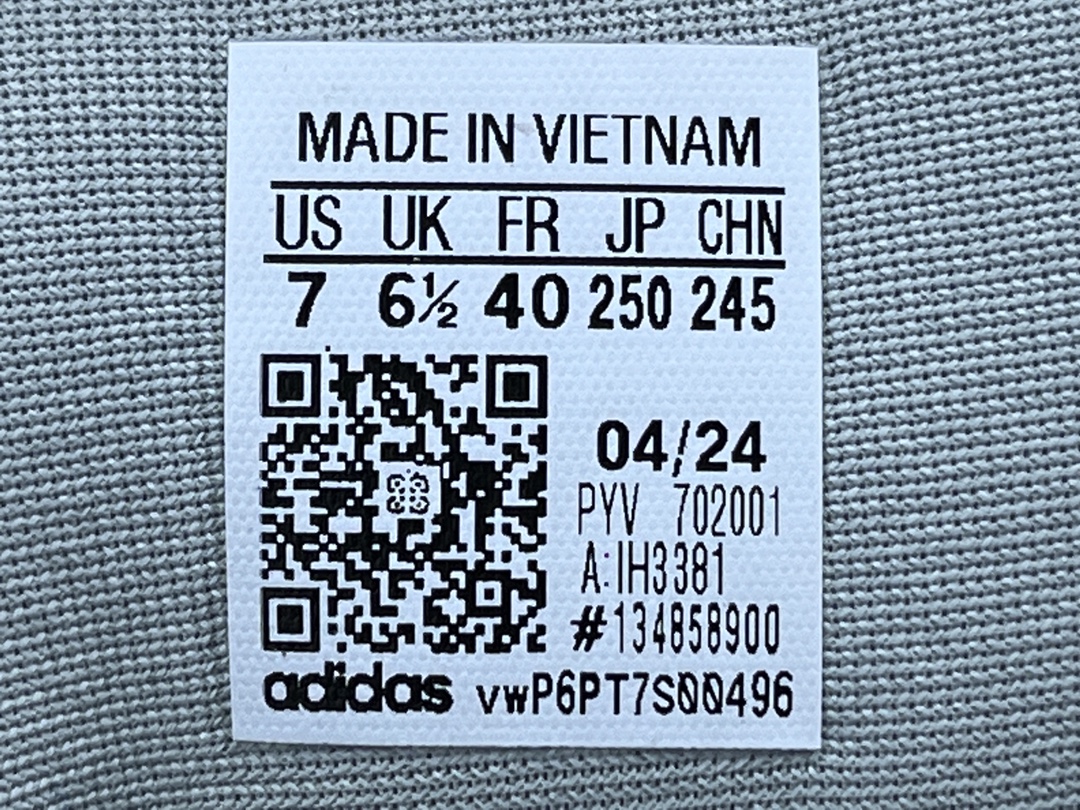 MADE IN VIETNAM
US UK FR JP CHN
7 6½ 40 250 245
04/24
PYV 702001
A:IH3381
#134858900
adidas vwP6PT7S00496